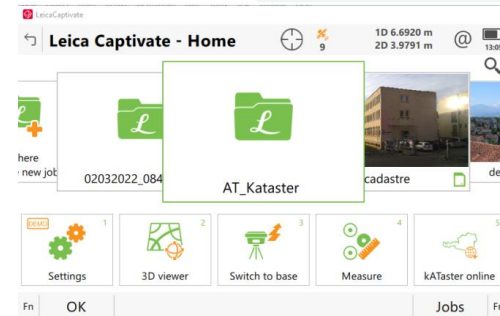 LeicaCaptivate
Leica Captivate - Home
9
1D 6.6920 m
2D 3.9791 m
@
13:05
here
new job
02032022_084
AT_Kataster
cadastre
de
DEMO
1
Settings
2
3D viewer
3
Switch to base
4
Measure
5
kATaster online
Fn
OK
Jobs